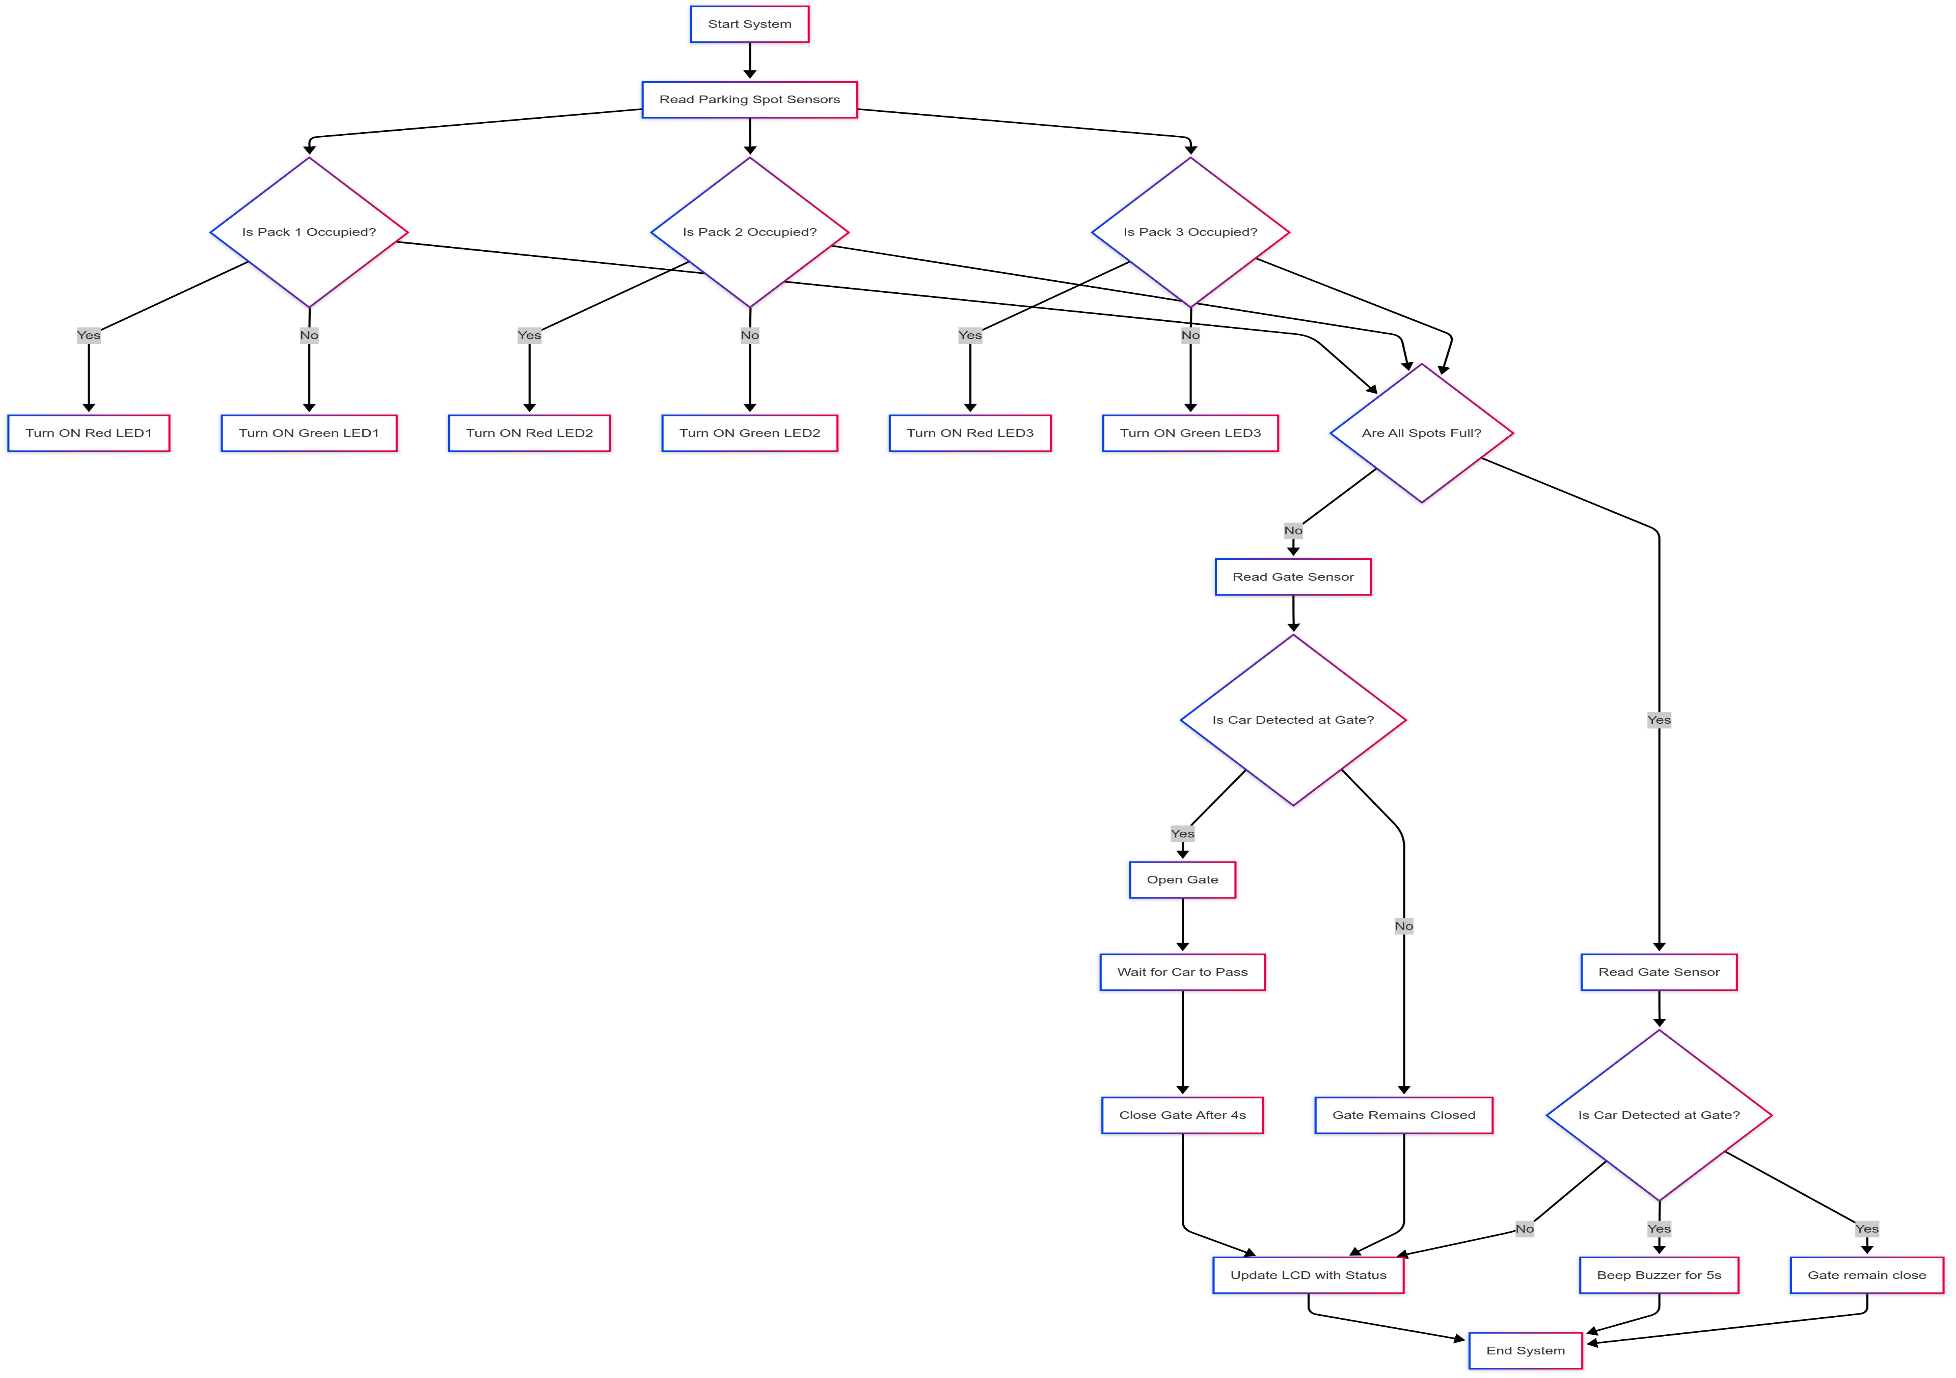 Start System
Read Parking Spot Sensors
Is Pack 1 Occupied?
Is Pack 2 Occupied?
Is Pack 3 Occupied?
Yes
No
Yes
No
Yes
No
Turn ON Red LED1
Turn ON Green LED1
Turn ON Red LED2
Turn ON Green LED2
Turn ON Red LED3
Turn ON Green LED3
Are All Spots Full?
No
Read Gate Sensor
Is Car Detected at Gate?
Yes
Yes
Open Gate
No
Wait for Car to Pass
Read Gate Sensor
Close Gate After 4s
Gate Remains Closed
Is Car Detected at Gate?
No
Yes
Yes
Update LCD with Status
Beep Buzzer for 5s
Gate remain close
End System